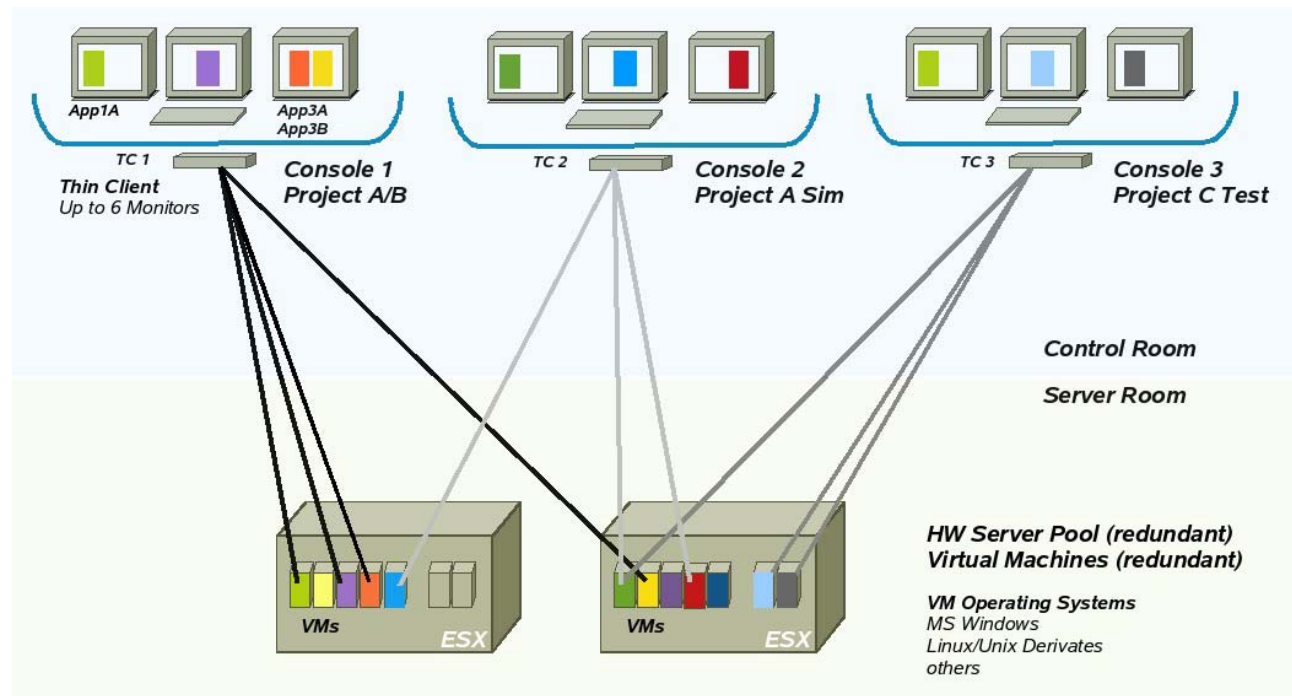 App1A
App3A
App3B
TC 1
Thin Client
Up to 6 Monitors
Console 1
Project A/B
TC 2
Console 2
Project A Sim
TC 3
Console 3
Project C Test
Control Room
Server Room
VMs
ESX
VMs
ESX
HW Server Pool (redundant)
Virtual Machines (redundant)
VM Operating Systems
MS Windows
Linux/Unix Derivates
others